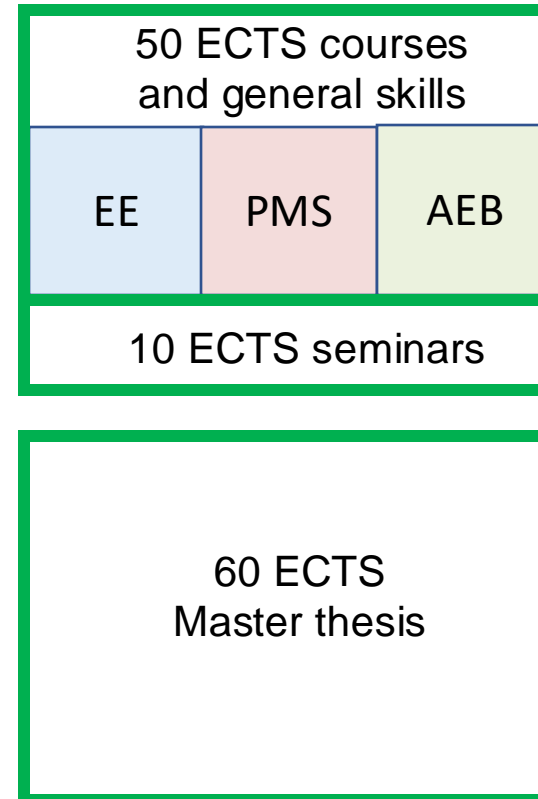 50 ECTS courses
and general skills
EE PMS AEB
10 ECTS seminars
60 ECTS
Master thesis